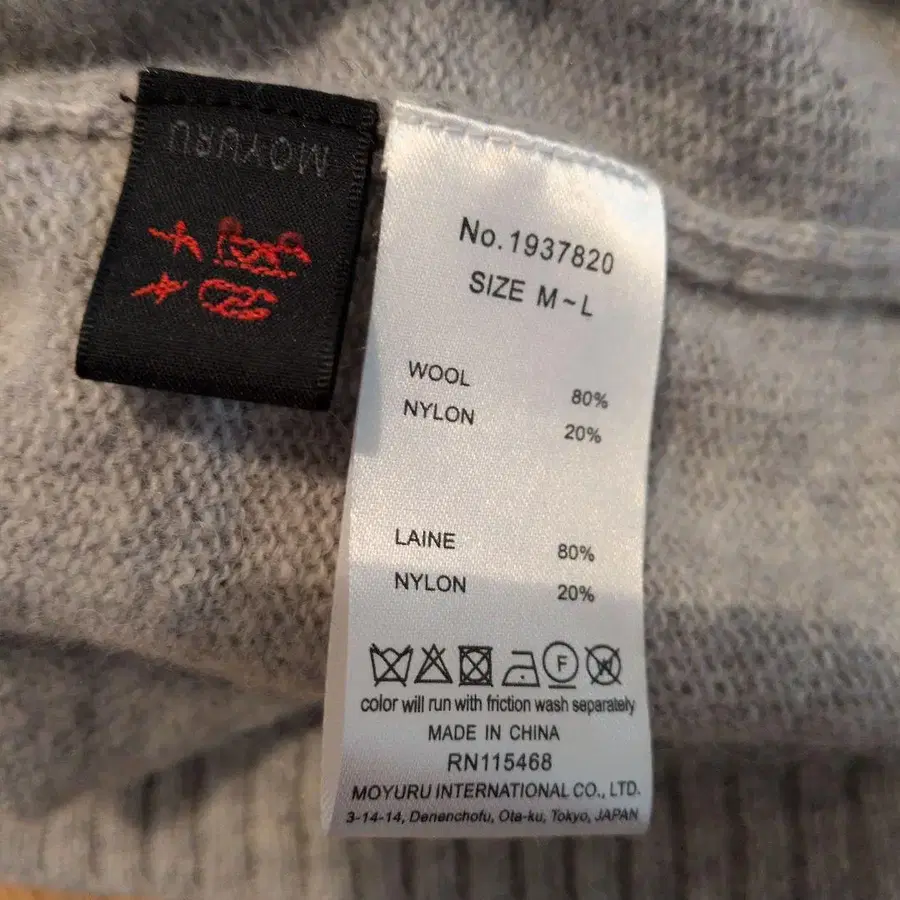 MOYURU
No.1937820
SIZE M~L
WOOL 80%
NYLON 20%
LAINE 80%
NYLON 20%
F
color will run with friction wash separately
MADE IN CHINA
RN115468
MOYURU INTERNATIONAL CO., LTD.
3-14-14, Denenchofu, Ota-ku, Tokyo, JAPAN